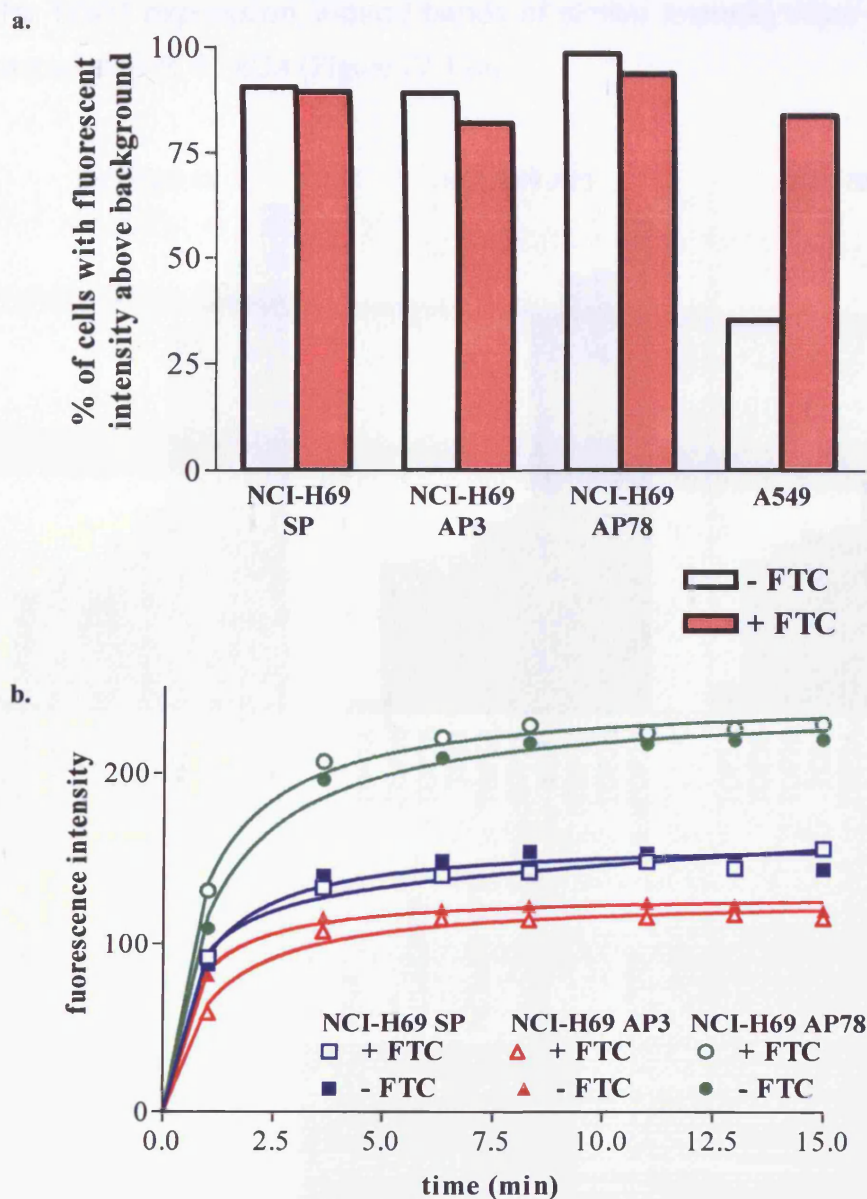 a.
100
75
50
25
0
% of cells with fluorescent
intensity above background
NCI-H69
SP
NCI-H69
AP3
NCI-H69
AP78
A549
- FTC
+ FTC
b.
200
100
0
fuorescence intensity
NCI-H69 SP NCI-H69 AP3 NCI-H69 AP78
+ FTC + FTC + FTC
- FTC - FTC - FTC
0.0 2.5 5.0 7.5 10.0 12.5 15.0
time (min)